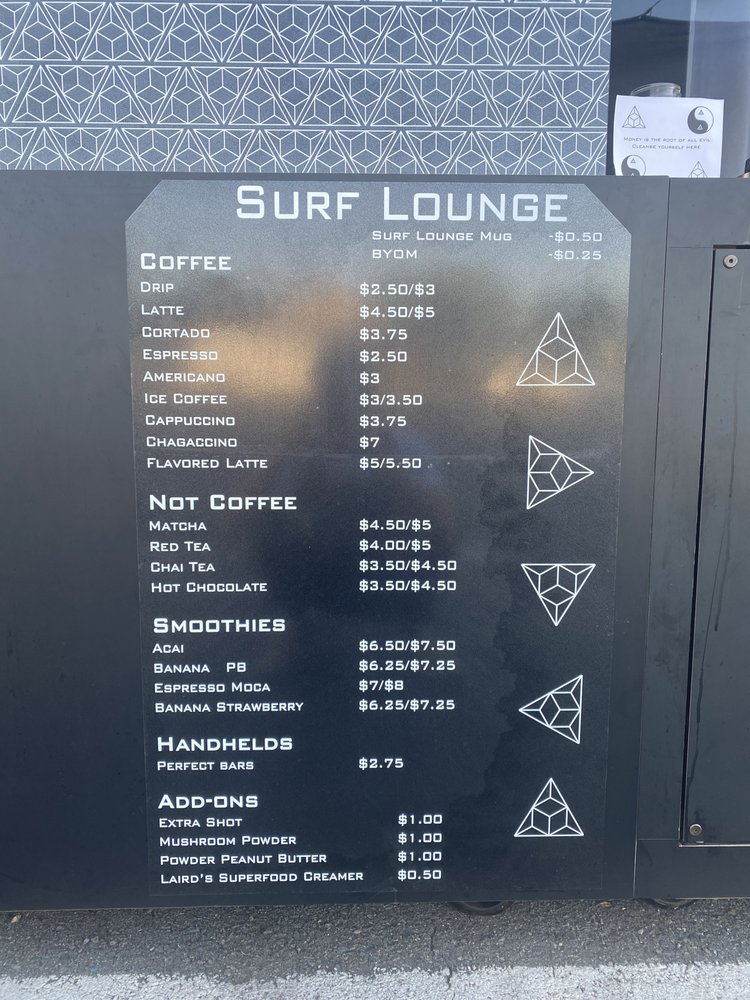 Money is the root of all evil
Cleanse yourself here
Surf Lounge
Surf Lounge Mug -$0.50
BYOM -$0.25
Coffee
Drip $2.50/$3
Latte $4.50/$5
Cortado $3.75
Espresso $2.50
Americano $3
Ice Coffee $3/3.50
Cappuccino $3.75
Chagaccino $7
Flavored Latte $5/5.50
Not Coffee
Matcha $4.50/$5
Red Tea $4.00/$5
Chai Tea $3.50/$4.50
Hot Chocolate $3.50/$4.50
Smoothies
Acai $6.50/$7.50
Banana PB $6.25/$7.25
Espresso Moca $7/$8
Banana Strawberry $6.25/$7.25
Handhelds
Perfect bars $2.75
Add-ons
Extra Shot $1.00
Mushroom Powder $1.00
Powder Peanut Butter $1.00
Laird's Superfood Creamer $0.50